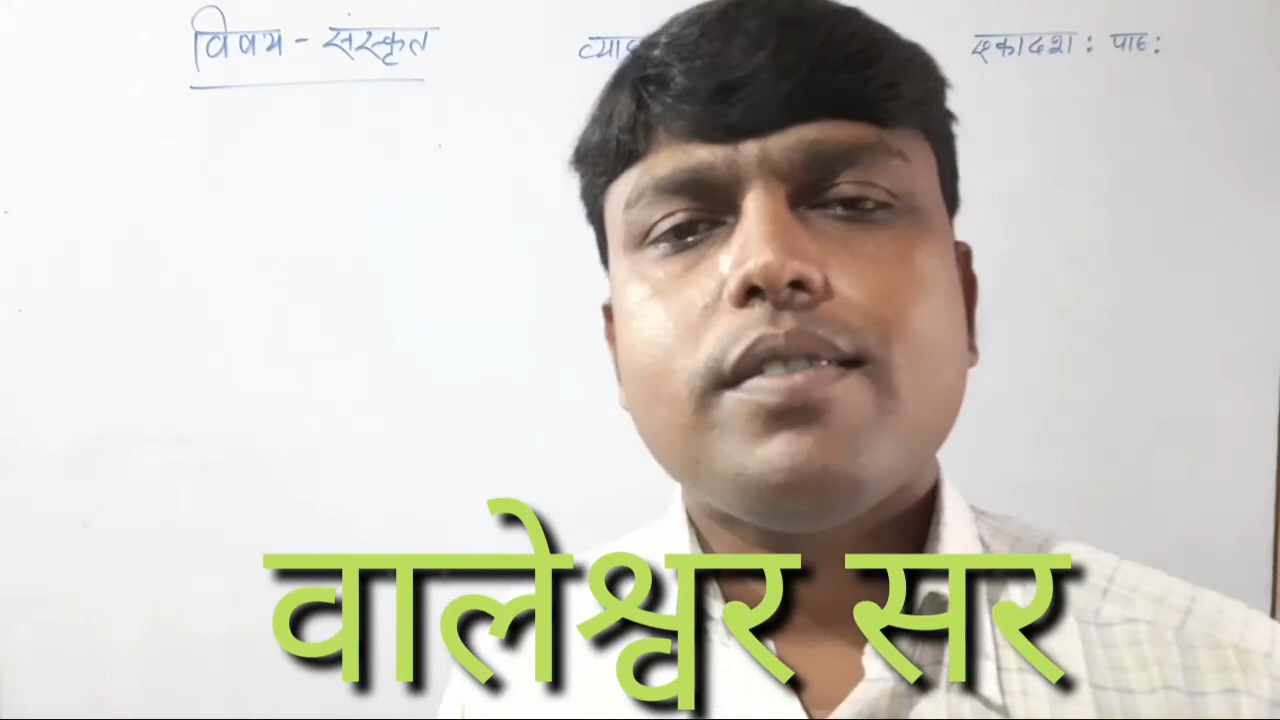 विषय - संस्कृत
एकादश: पाठ:
वालेश्वर सर